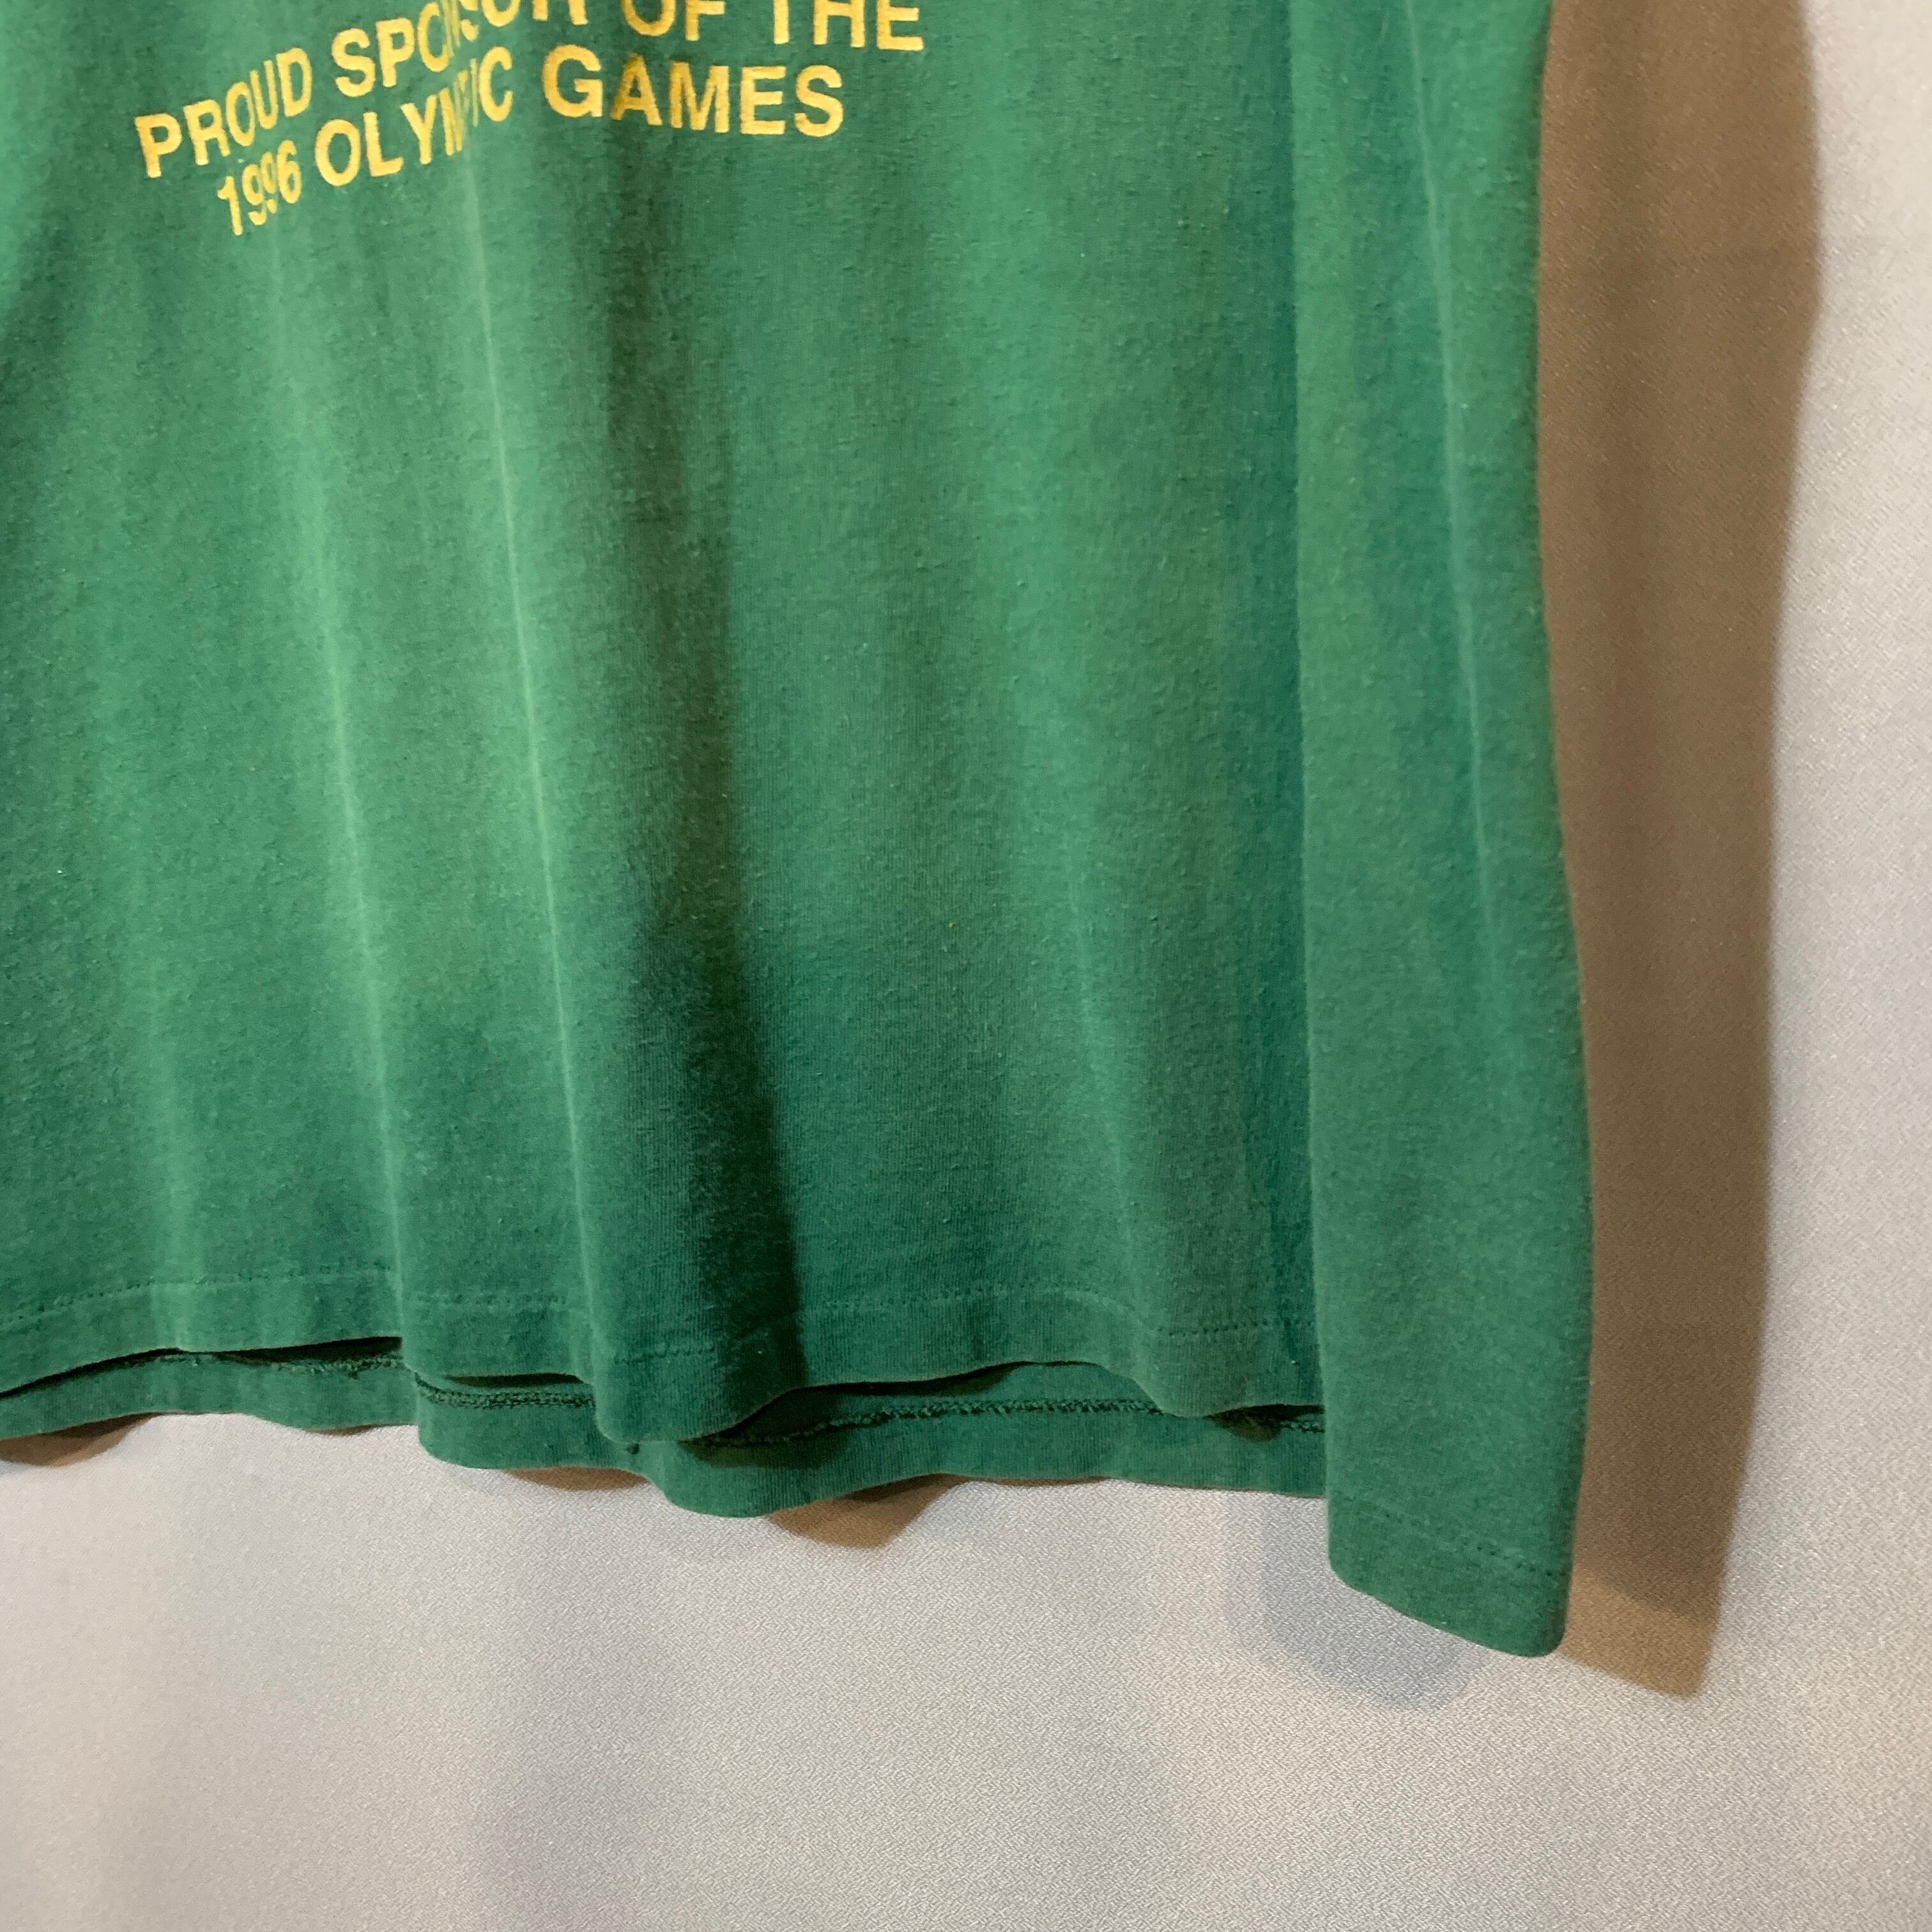 PROUD SPONSOR OF THE
1996 OLYMPIC GAMES